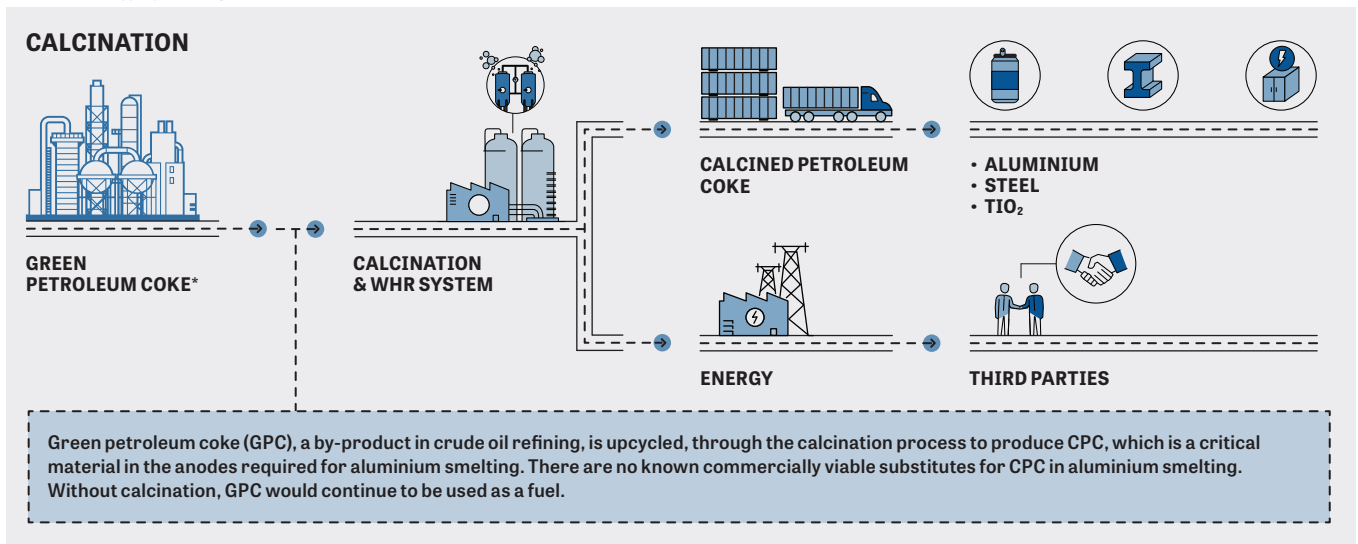 CALCINATION
GREEN
PETROLEUM COKE*
CALCINATION
& WHR SYSTEM
CALCINED PETROLEUM
COKE
• ALUMINIUM
• STEEL
• TIO₂
ENERGY
THIRD PARTIES
Green petroleum coke (GPC), a by-product in crude oil refining, is upcycled, through the calcination process to produce CPC, which is a critical
material in the anodes required for aluminium smelting. There are no known commercially viable substitutes for CPC in aluminium smelting.
Without calcination, GPC would continue to be used as a fuel.